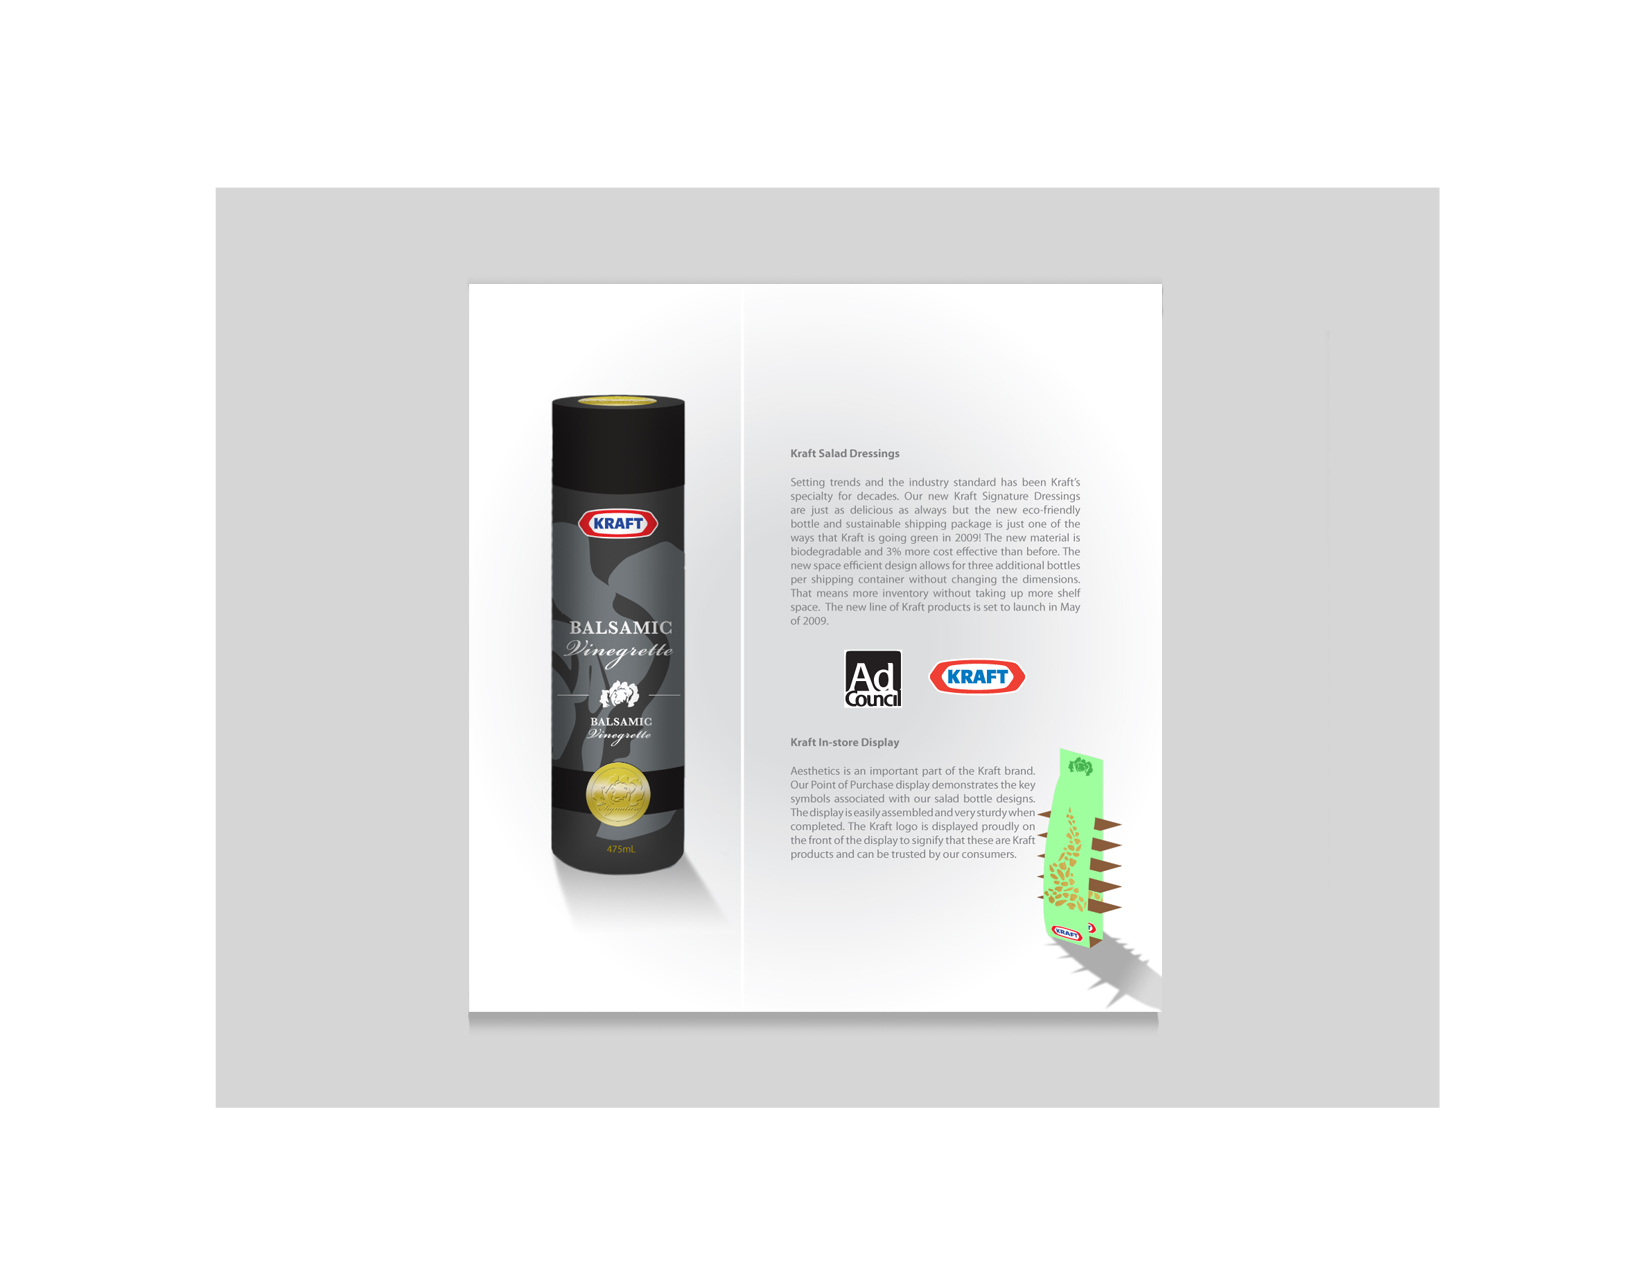 KRAFT
BALSAMIC
Vinegrette
BALSAMIC
Vinegrette
475mL
Kraft Salad Dressings
Setting trends and the industry standard has been Kraft's
specialty for decades. Our new Kraft Signature Dressings
are just as delicious as always but the new eco-friendly
bottle and sustainable shipping package is just one of the
ways that Kraft is going green in 2009! The new material is
biodegradable and 3% more cost effective than before. The
new space efficient design allows for three additional bottles
per shipping container without changing the dimensions.
That means more inventory without taking up more shelf
space. The new line of Kraft products is set to launch in May
of 2009.
Ad
Council
KRAFT
Kraft In-store Display
Aesthetics is an important part of the Kraft brand.
Our Point of Purchase display demonstrates the key
symbols associated with our salad bottle designs.
The display is easily assembled and very sturdy when
completed. The Kraft logo is displayed proudly on
the front of the display to signify that these are Kraft
products and can be trusted by our consumers.
KRAFT